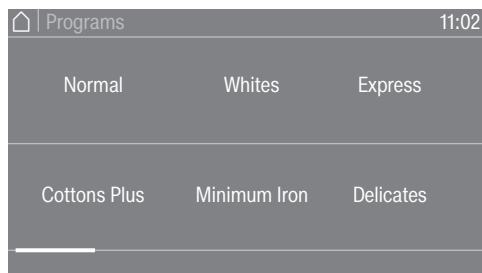 Programs 11:02
Normal Whites Express
Cottons Plus Minimum Iron Delicates